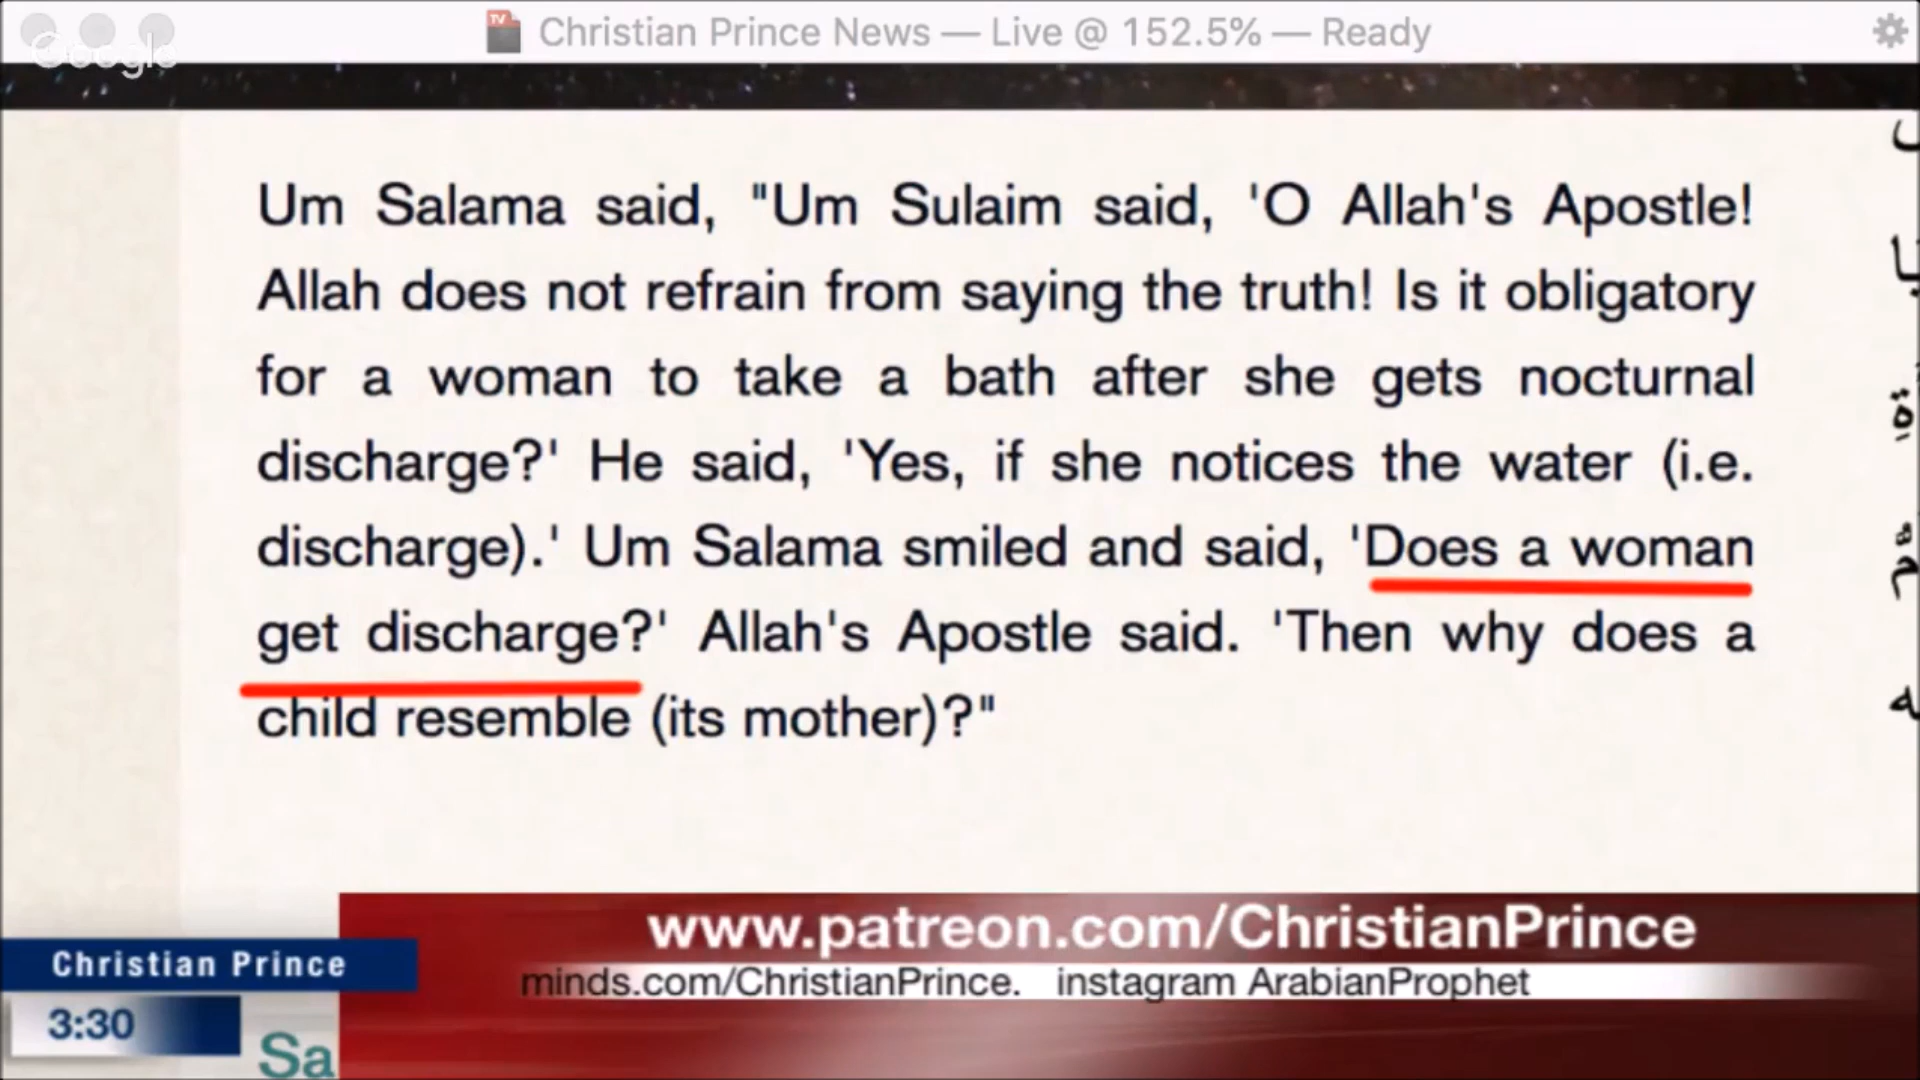 Christian Prince News — Live @ 152.5% — Ready
Google
Um Salama said, "Um Sulaim said, 'O Allah's Apostle!
Allah does not refrain from saying the truth! Is it obligatory
for a woman to take a bath after she gets nocturnal
discharge?' He said, 'Yes, if she notices the water (i.e.
discharge).' Um Salama smiled and said, 'Does a woman
get discharge?' Allah's Apostle said. 'Then why does a
child resemble (its mother)?"
www.patreon.com/ChristianPrince
Christian Prince
minds.com/ChristianPrince. instagram ArabianProphet
3:30
Sa